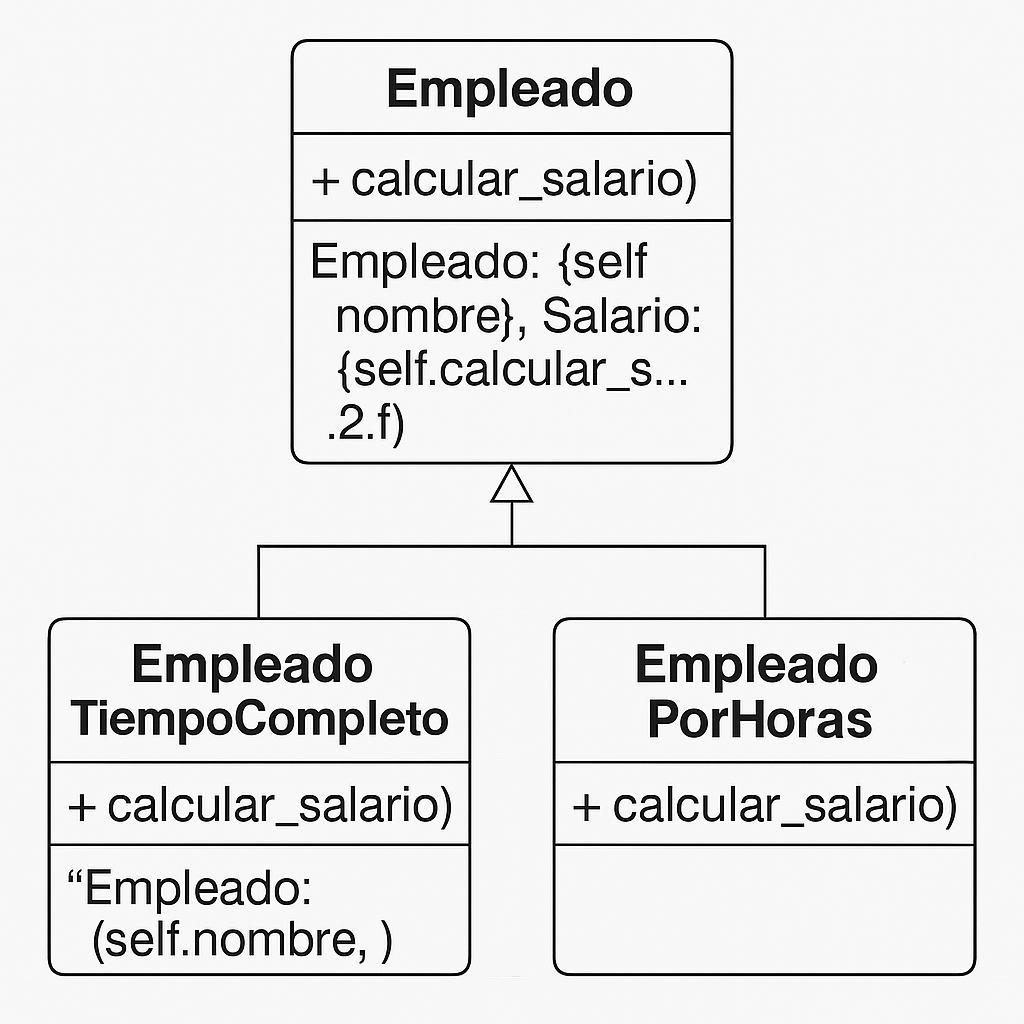 Empleado
+ calcular_salario)
Empleado: {self
nombre}, Salario:
{self.calcular_s...
.2.f)
Empleado
TiempoCompleto
+ calcular_salario)
“Empleado:
(self.nombre, )
Empleado
PorHoras
+ calcular_salario)